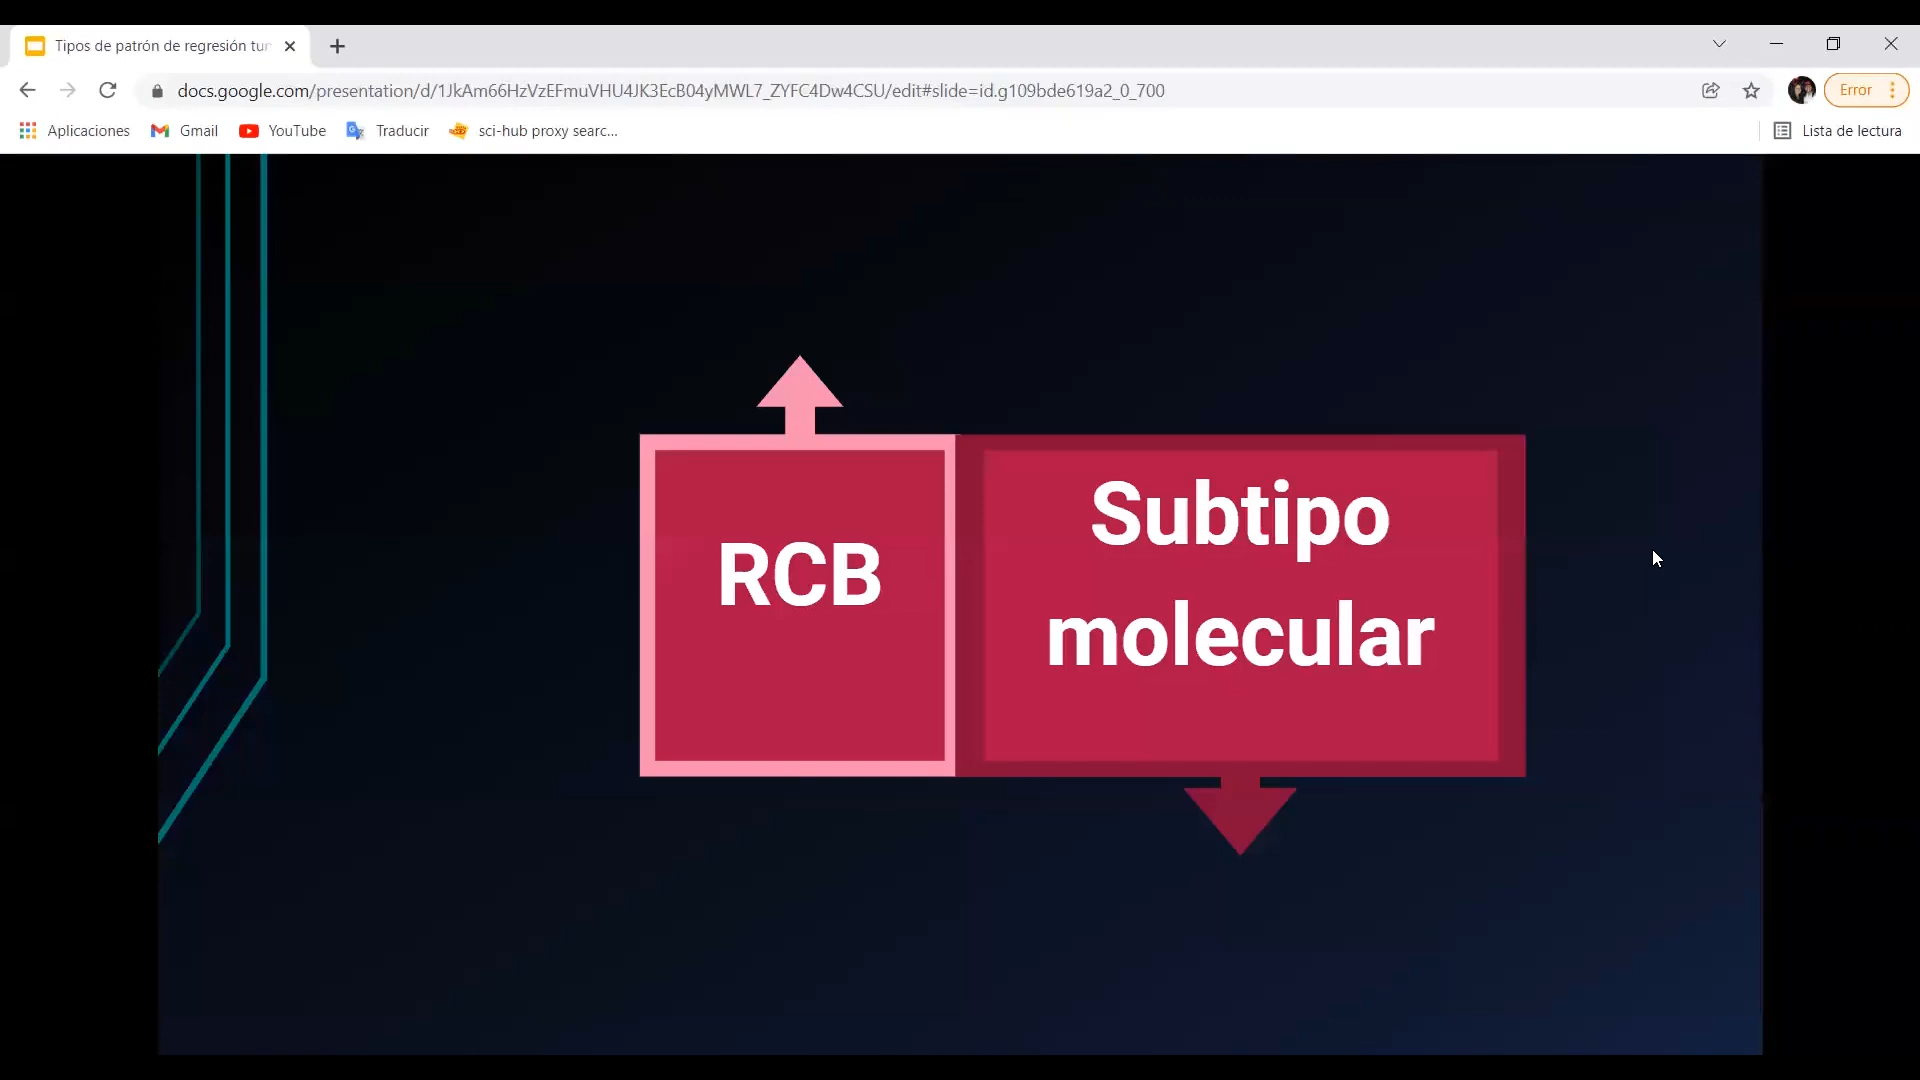 Tipos de patrón de regresión tur
docs.google.com/presentation/d/1JkAm66HzVzEFmuVHU4JK3EcB04yMWL7_ZYFC4Dw4CSU/edit#slide=id.g109bde619a2_0_700
Error
Aplicaciones
Gmail
YouTube
Traducir
sci-hub proxy searc...
Lista de lectura
RCB
Subtipo
molecular